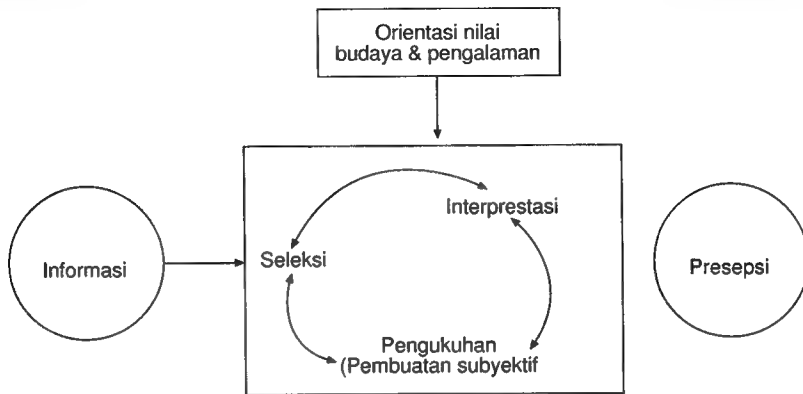 Orientasi nilai
budaya & pengalaman
Informasi
Seleksi
Interprestasi
Pengukuhan
(Pembuatan subyektif
Presepsi